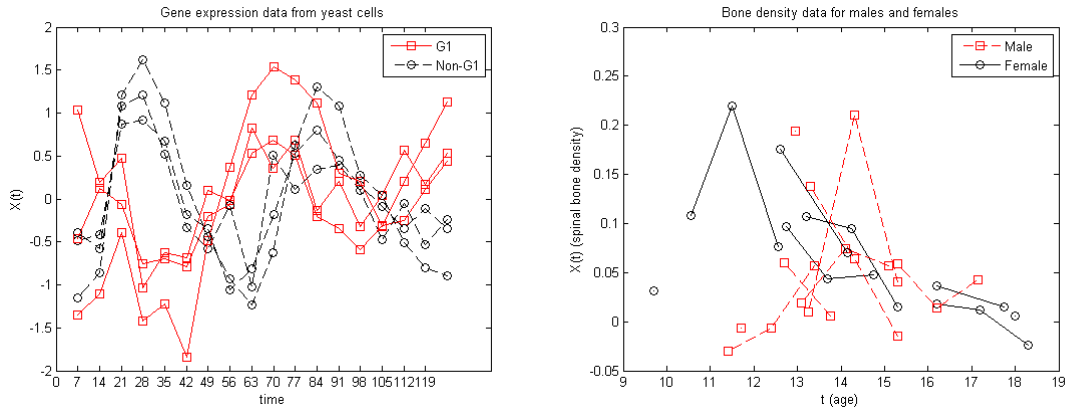 Gene expression data from yeast cells
G1
Non-G1
2
1.5
1
0.5
0
-0.5
-1
-1.5
-2
X(t)
0 7 14 21 28 35 42 49 56 63 70 77 84 91 98 105 112 119
time
Bone density data for males and females
Male
Female
0.3
0.25
0.2
0.15
0.1
0.05
0
-0.05
X(t) (spinal bone density)
9 10 11 12 13 14 15 16 17 18 19
t (age)